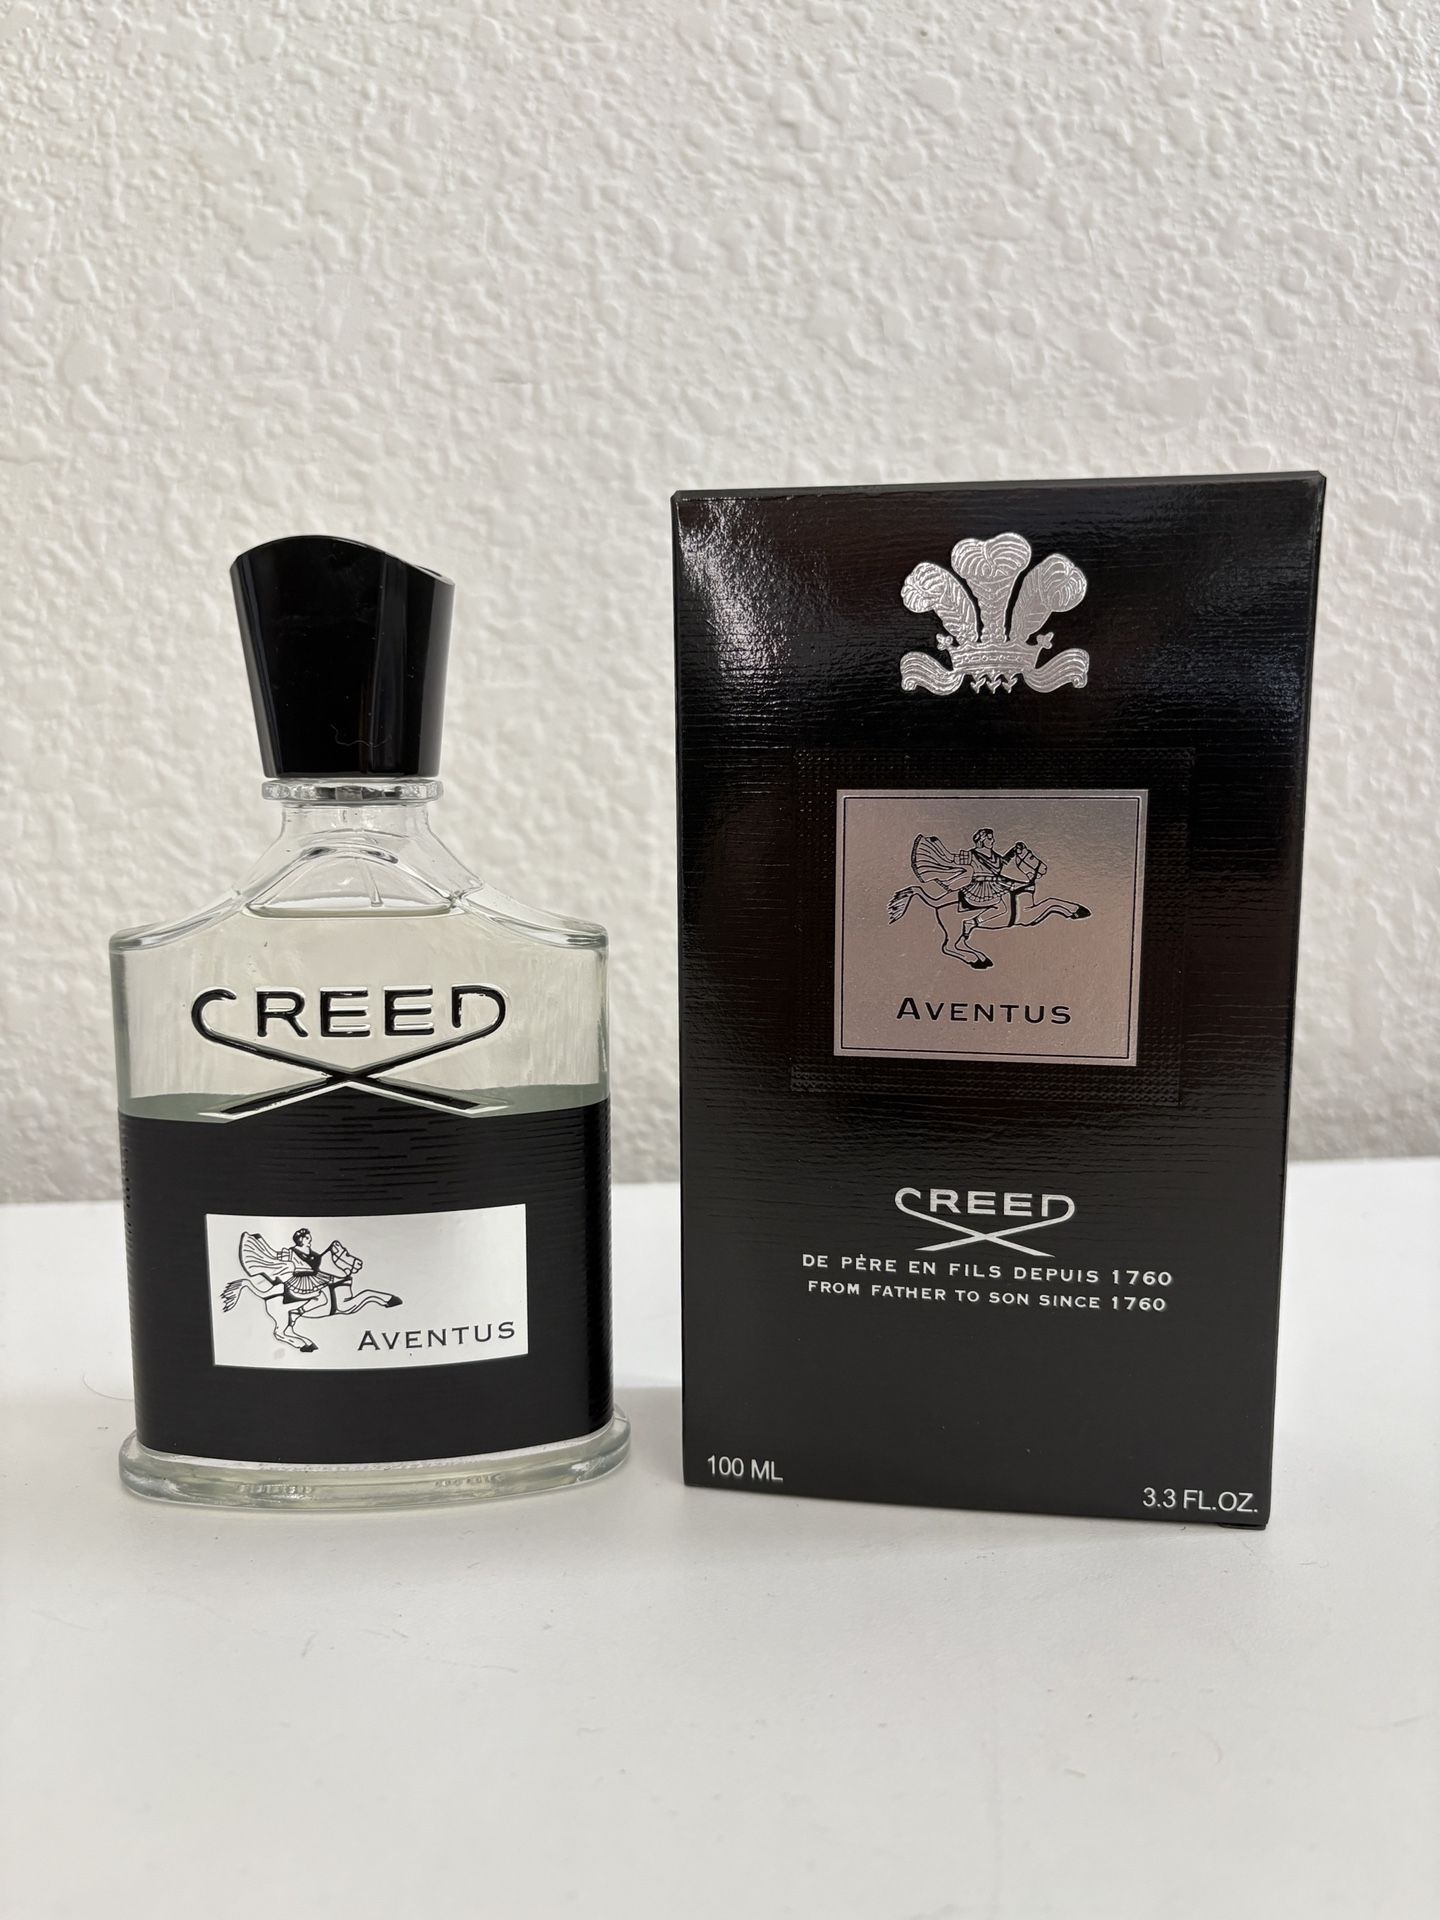 CREED
AVENTUS
AVENTUS
CREED
DE PÈRE EN FILS DEPUIS 1760
FROM FATHER TO SON SINCE 1760
100 ML
3.3 FL.OZ.